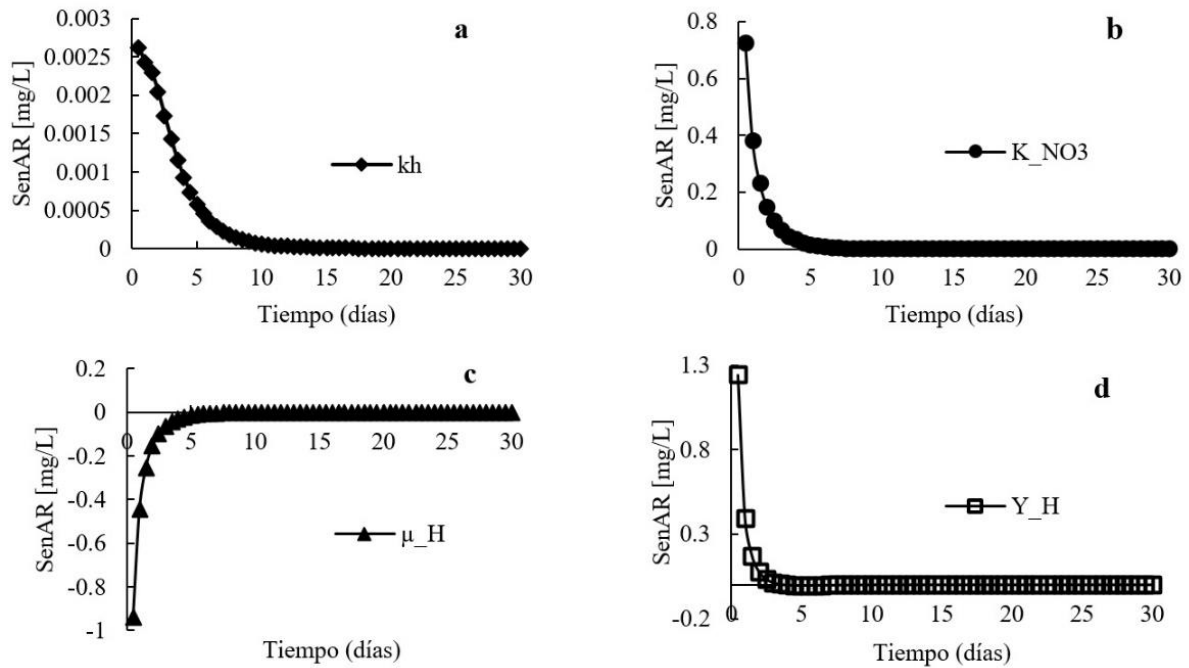 a
0.003
0.0025
0.002
0.0015
0.001
0.0005
0
SenAR [mg/L]
kh
0 5 10 15 20 25 30
Tiempo (días)
b
0.8
0.6
0.4
0.2
0
SenAR [mg/L]
K_NO3
0 5 10 15 20 25 30
Tiempo (días)
c
0.2
0
-0.2
-0.4
-0.6
-0.8
-1
SenAR [mg/L]
0 5 10 15 20 25 30
μ_H
Tiempo (días)
d
1.3
0.8
0.3
-0.2
SenAR [mg/L]
Y_H
0 5 10 15 20 25 30
Tiempo (días)